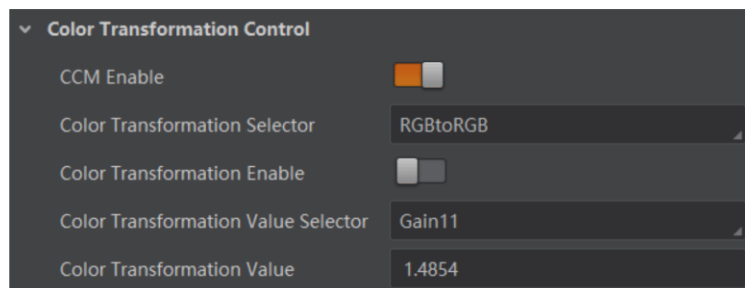 Color Transformation Control
CCM Enable
Color Transformation Selector RGBtoRGB
Color Transformation Enable
Color Transformation Value Selector Gain11
Color Transformation Value 1.4854